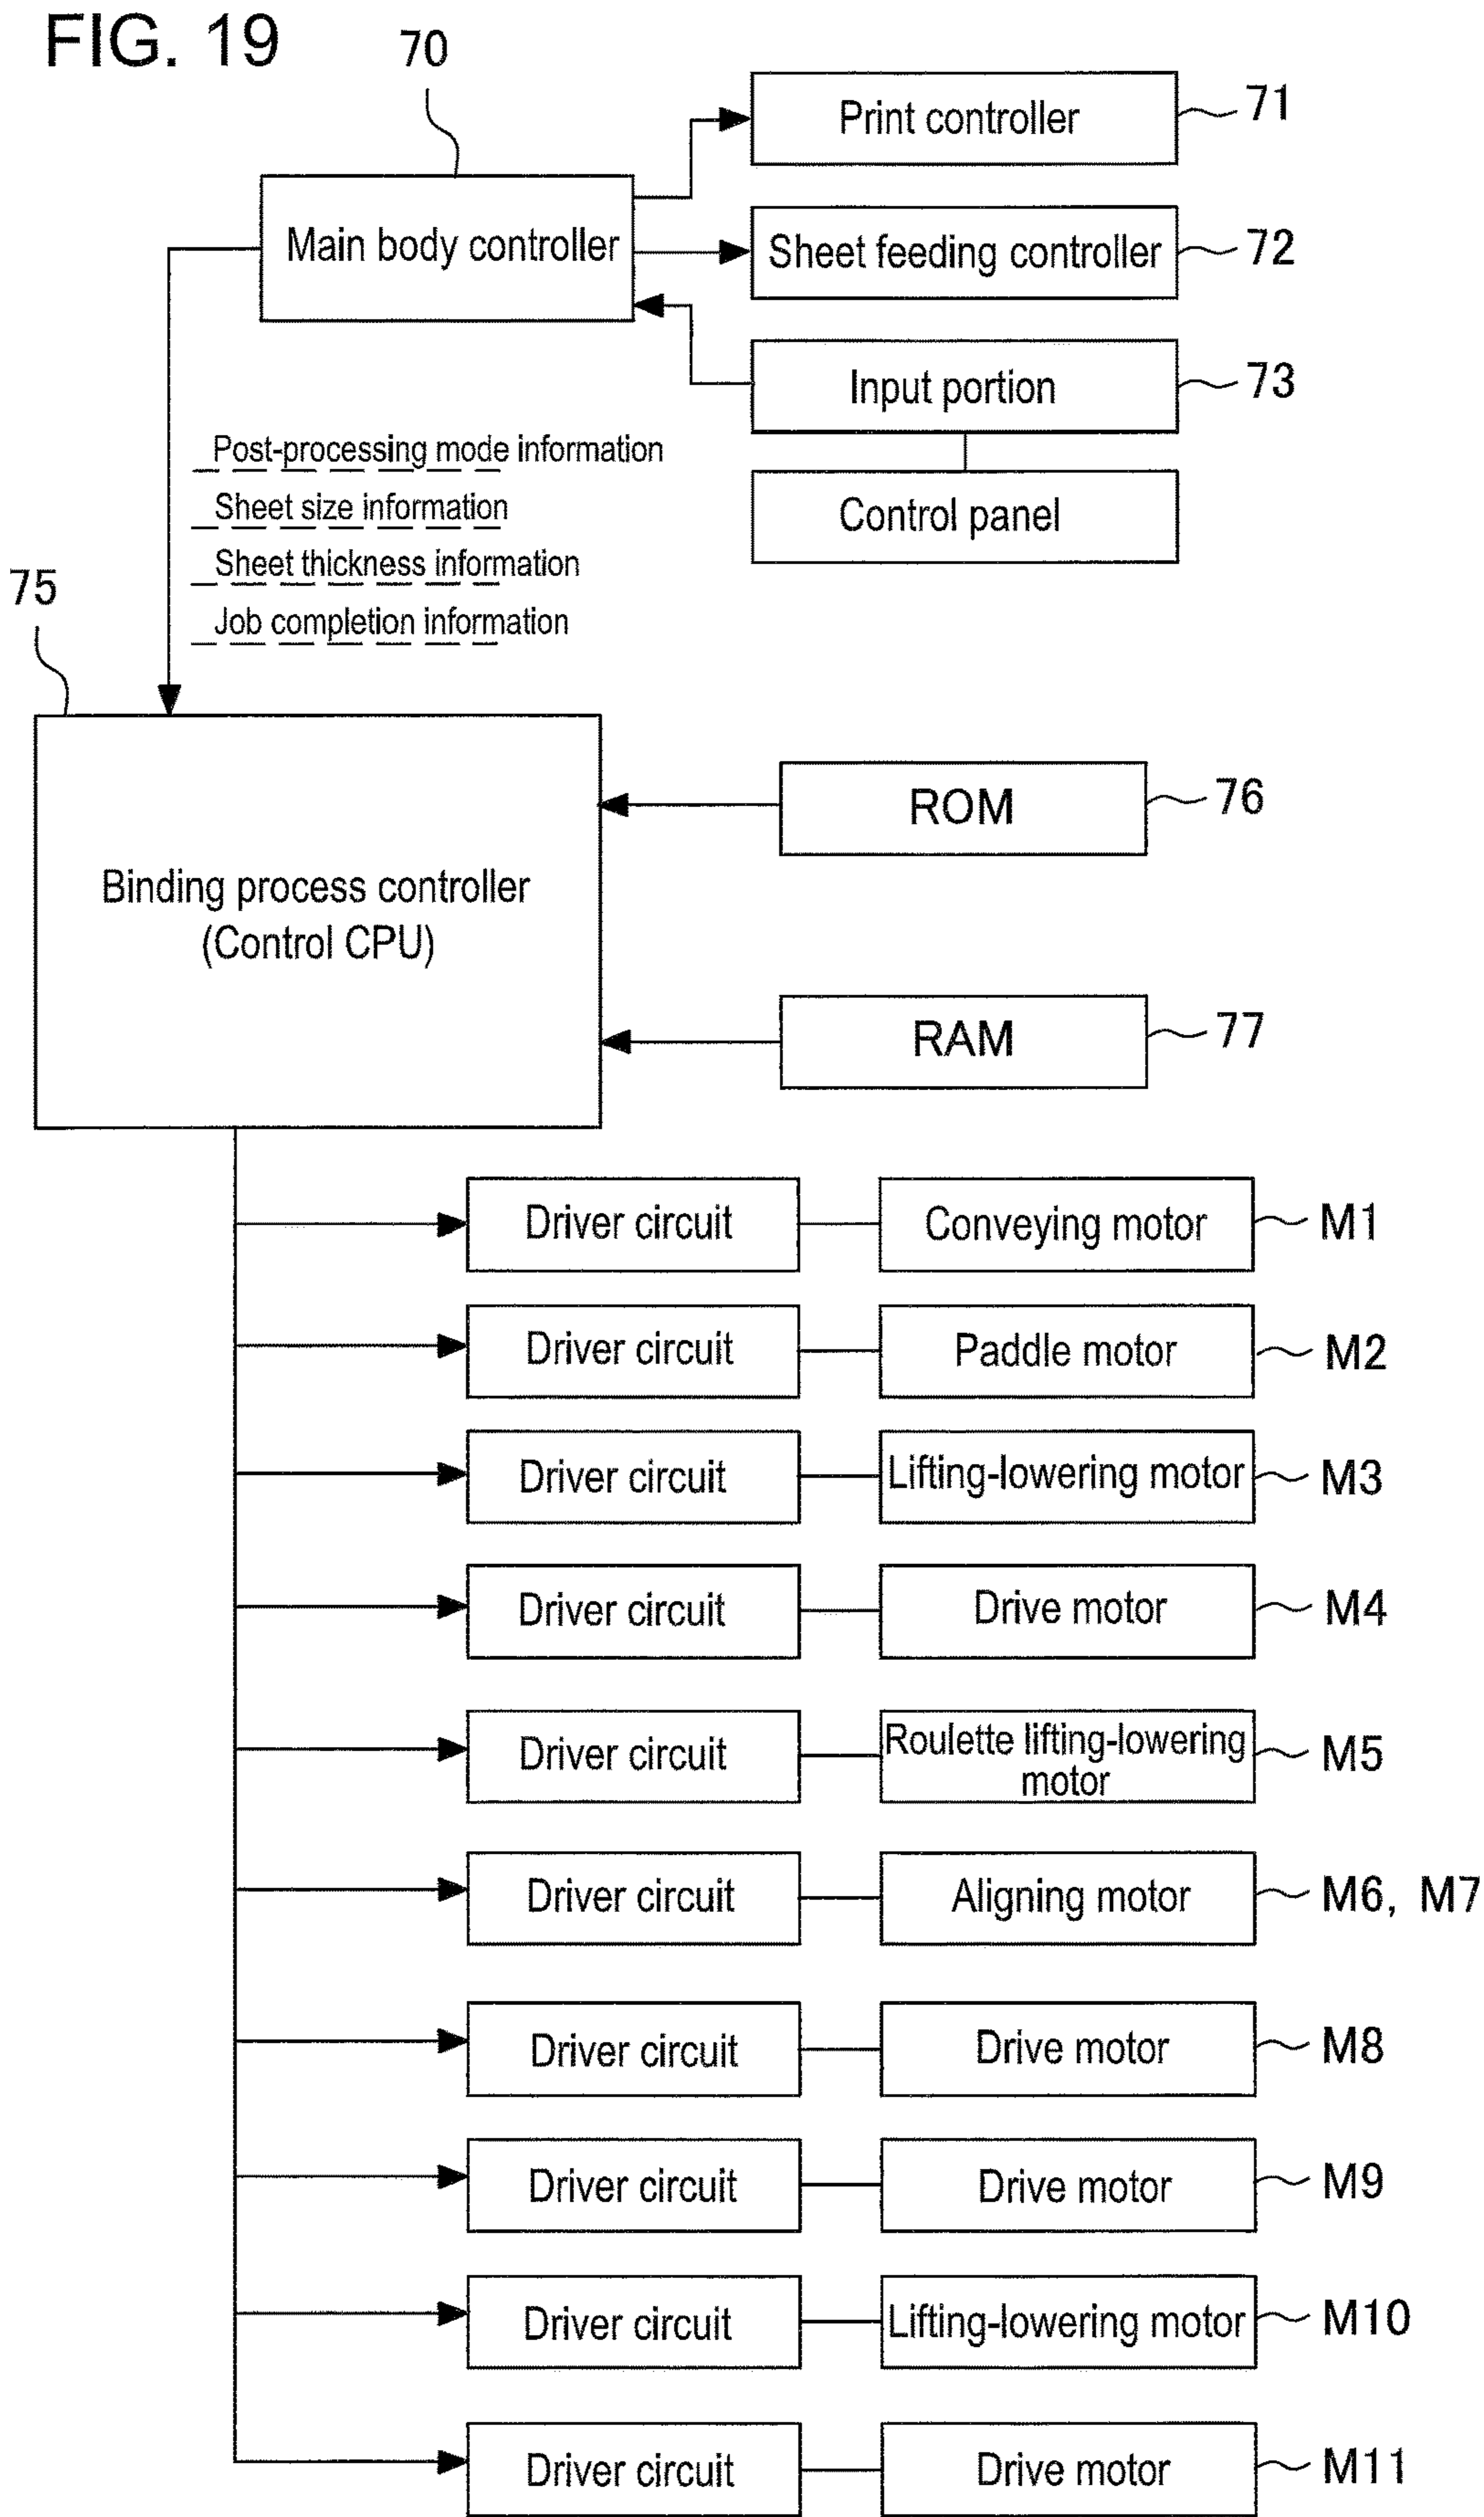 FIG. 19
70
Print controller
71
Main body controller
Sheet feeding controller
72
Input portion
73
Post-processing mode information
Control panel
Sheet size information
Sheet thickness information
Job completion information
75
ROM
76
Binding process controller
(Control CPU)
RAM
77
Driver circuit
Conveying motor
M1
Driver circuit
Paddle motor
M2
Driver circuit
Lifting-lowering motor
M3
Driver circuit
Drive motor
M4
Driver circuit
Roulette lifting-lowering
motor
M5
Driver circuit
Aligning motor
M6, M7
Driver circuit
Drive motor
M8
Driver circuit
Drive motor
M9
Driver circuit
Lifting-lowering motor
M10
Driver circuit
Drive motor
M11